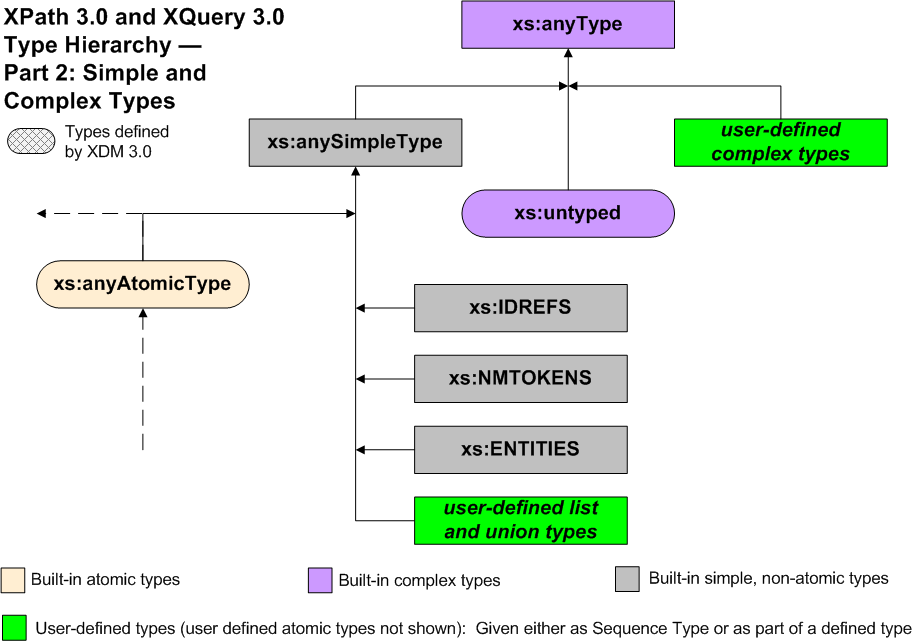 XPath 3.0 and XQuery 3.0
Type Hierarchy —
Part 2: Simple and
Complex Types
Types defined
by XDM 3.0
xs:anyType
xs:anySimpleType
user-defined
complex types
xs:untyped
xs:anyAtomicType
xs:IDREFS
xs:NMTOKENS
xs:ENTITIES
user-defined list
and union types
Built-in atomic types
Built-in complex types
Built-in simple, non-atomic types
User-defined types (user defined atomic types not shown): Given either as Sequence Type or as part of a defined type